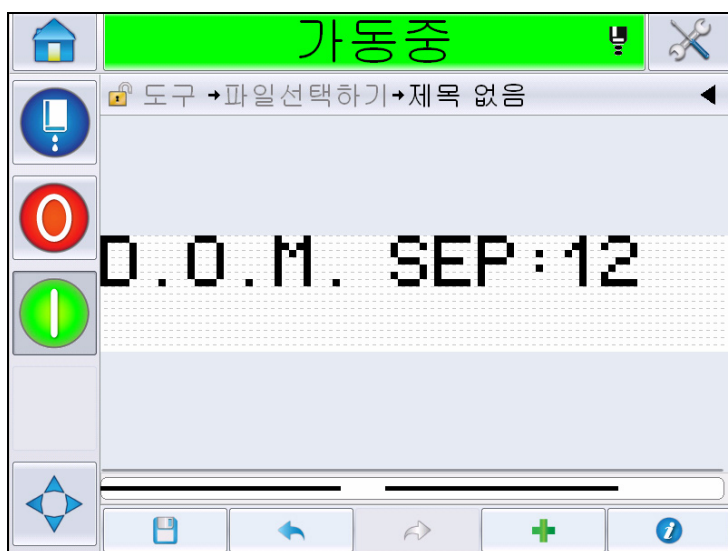 가동중
도구 → 파일선택하기 → 제목 없음
D.O.M. SEP:12